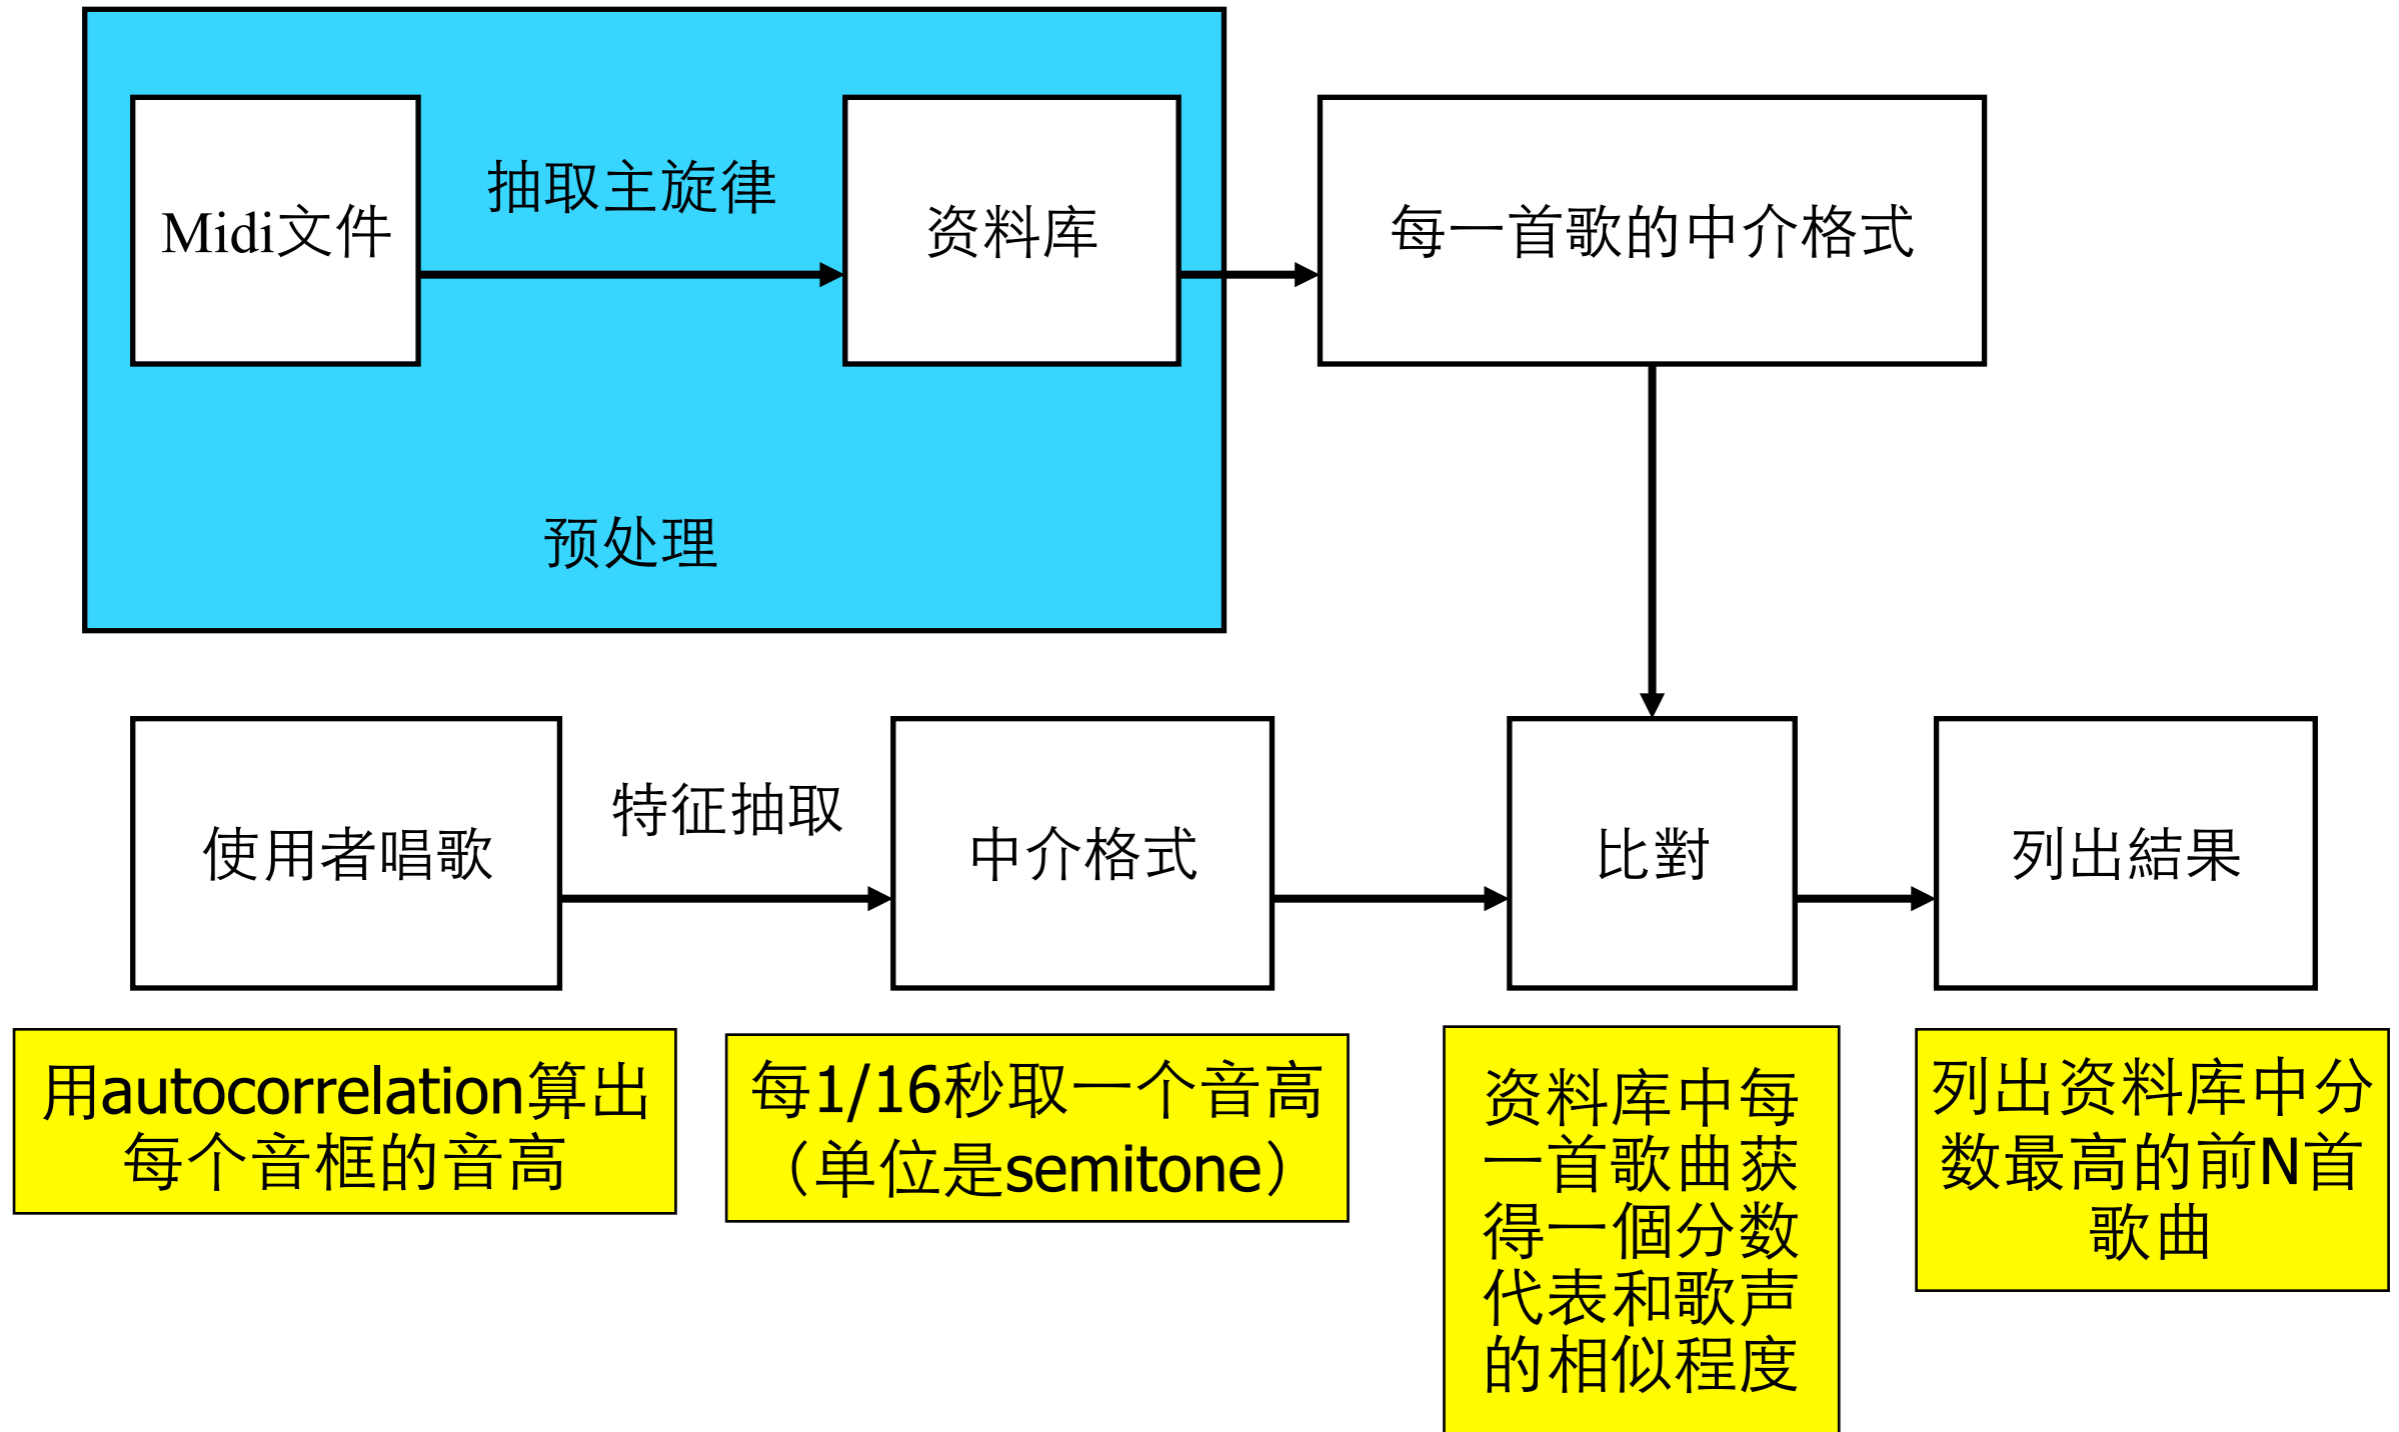 Midi文件
抽取主旋律
资料库
每一首歌的中介格式
预处理
使用者唱歌
特征抽取
中介格式
比對
列出結果
用autocorrelation算出
每个音框的音高
每1/16秒取一个音高
（单位是semitone）
资料库中每
一首歌曲获
得一個分数
代表和歌声
的相似程度
列出资料库中分
数最高的前N首
歌曲